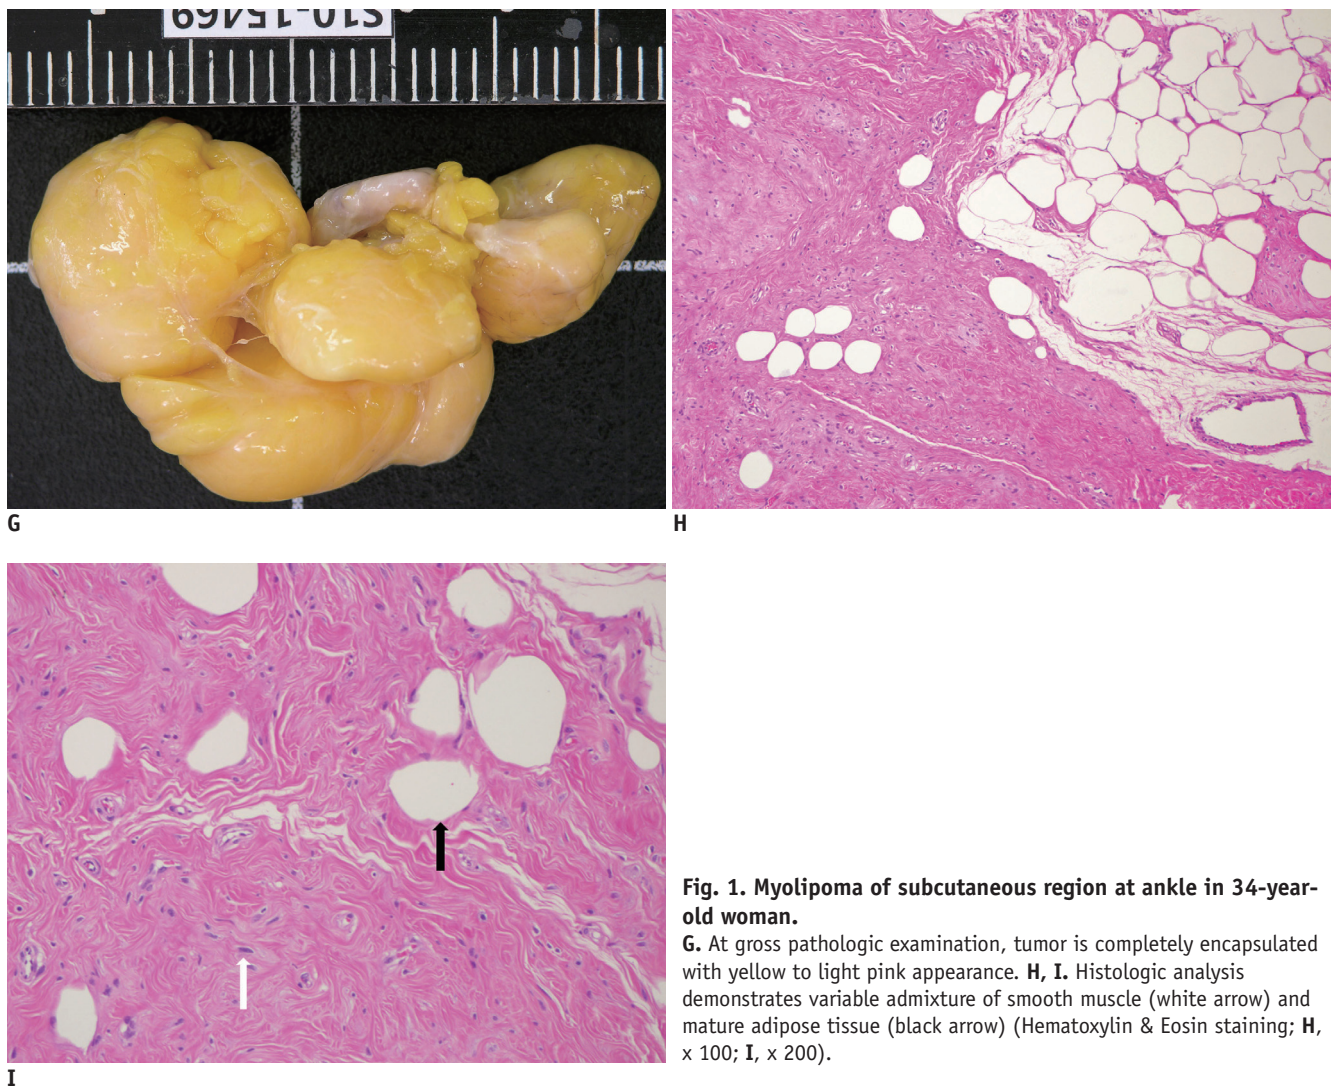 S10-15469
G
H
I
Fig. 1. Myolipoma of subcutaneous region at ankle in 34-year-
old woman.
G. At gross pathologic examination, tumor is completely encapsulated
with yellow to light pink appearance. H, I. Histologic analysis
demonstrates variable admixture of smooth muscle (white arrow) and
mature adipose tissue (black arrow) (Hematoxylin & Eosin staining; H,
x 100; I, x 200).